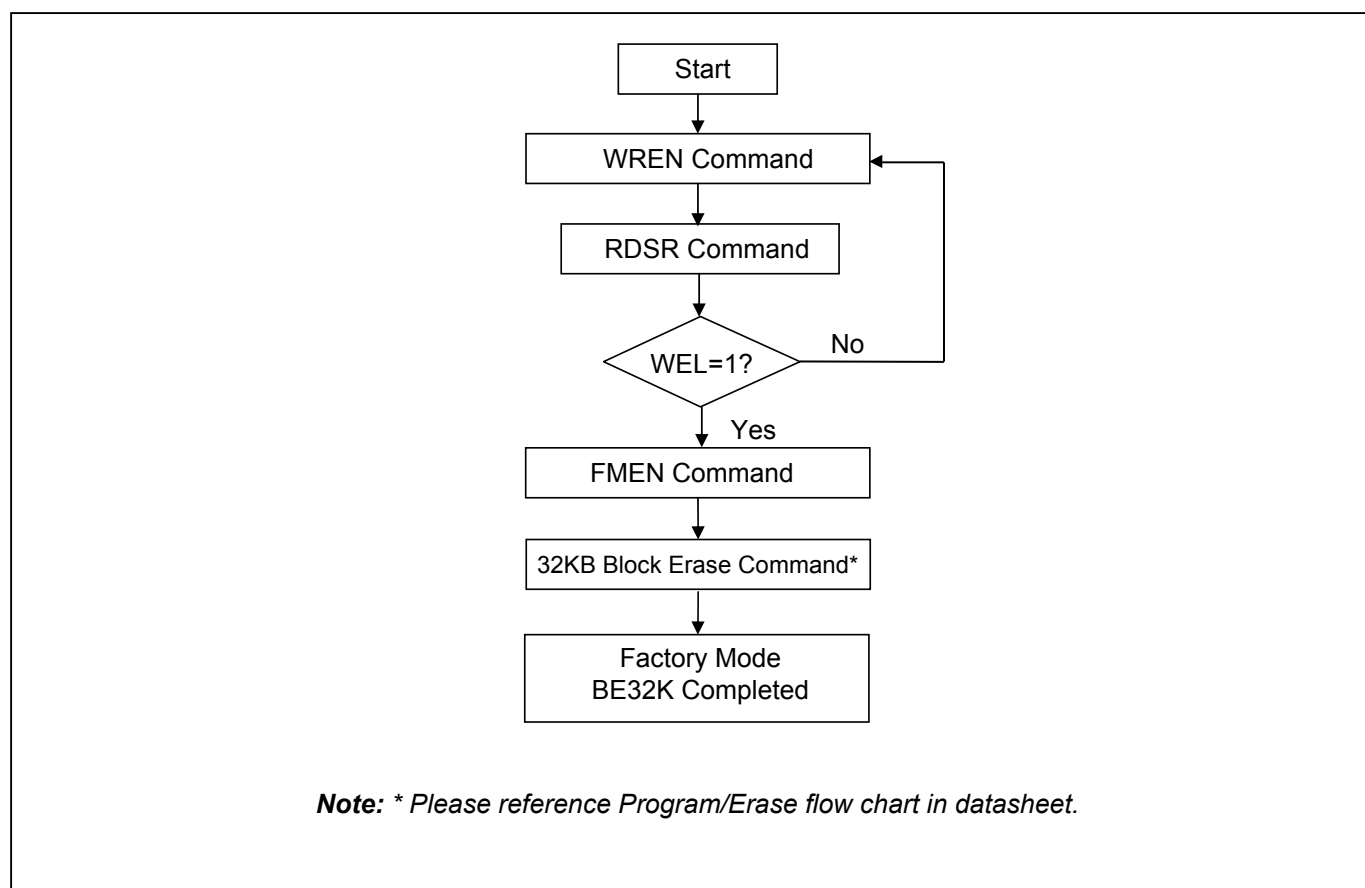 Start
WREN Command
RDSR Command
WEL=1?
No
Yes
FMEN Command
32KB Block Erase Command*
Factory Mode
BE32K Completed
Note: * Please reference Program/Erase flow chart in datasheet.